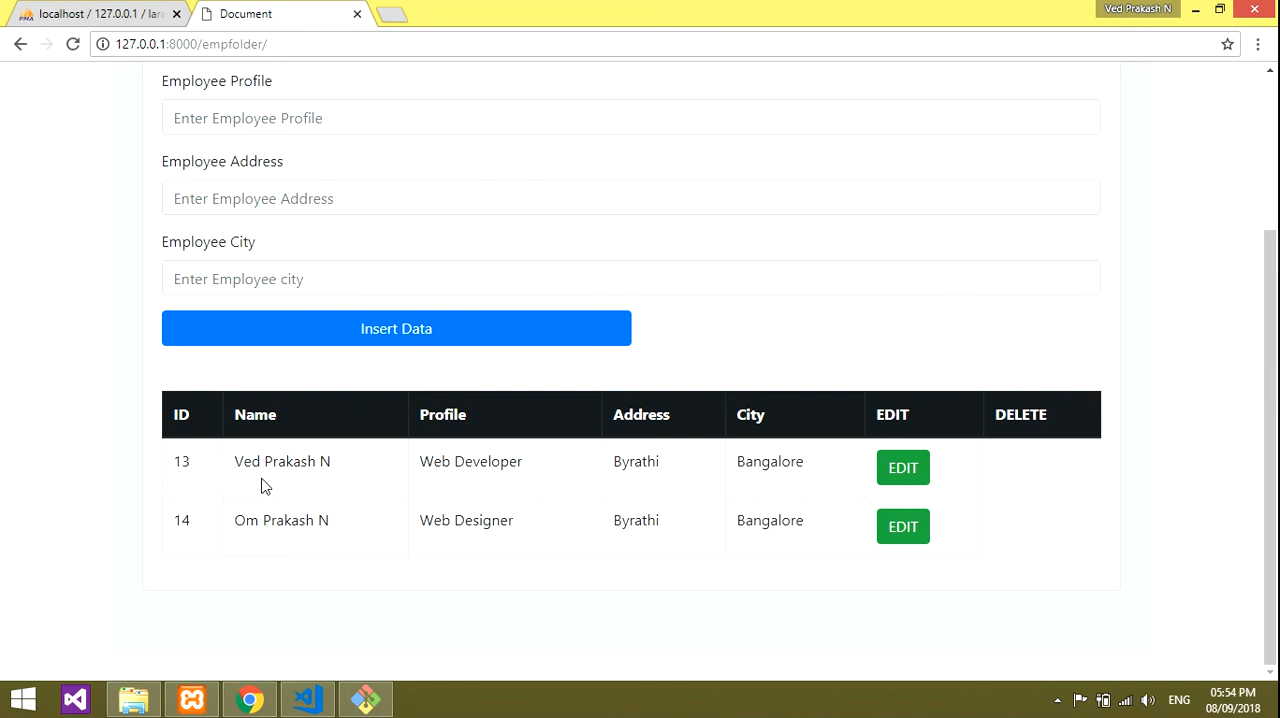 localhost / 127.0.0.1 / lara
Document
Ved Prakash N
127.0.0.1:8000/empfolder/
Employee Profile
Enter Employee Profile
Employee Address
Enter Employee Address
Employee City
Enter Employee city
Insert Data
ID Name Profile Address City EDIT DELETE
13 Ved Prakash N Web Developer Byrathi Bangalore EDIT
14 Om Prakash N Web Designer Byrathi Bangalore EDIT
ENG
05:54 PM
08/09/2018